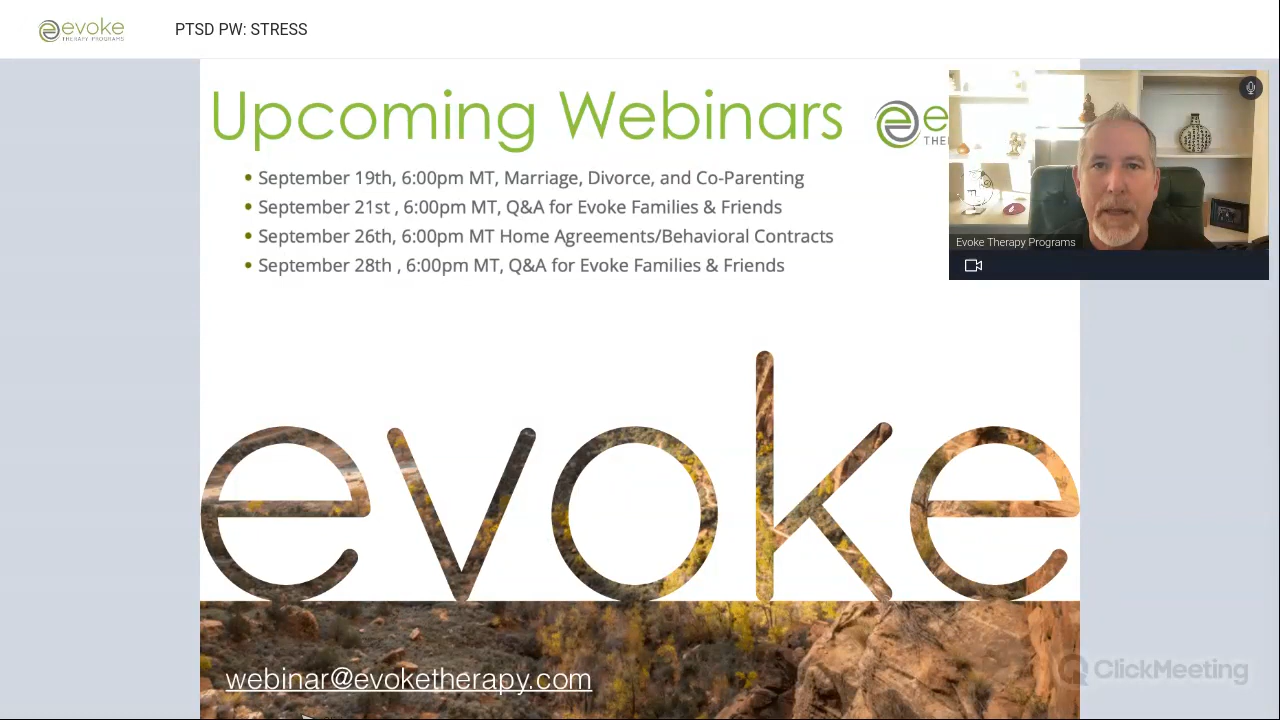 evoke
THERAPY PROGRAMS
PTSD PW: STRESS
Upcoming Webinars
e
THE
• September 19th, 6:00pm MT, Marriage, Divorce, and Co-Parenting
• September 21st , 6:00pm MT, Q&A for Evoke Families & Friends
• September 26th, 6:00pm MT Home Agreements/Behavioral Contracts
• September 28th , 6:00pm MT, Q&A for Evoke Families & Friends
Evoke Therapy Programs
evoke
webinar@evoketherapy.com
ClickMeeting